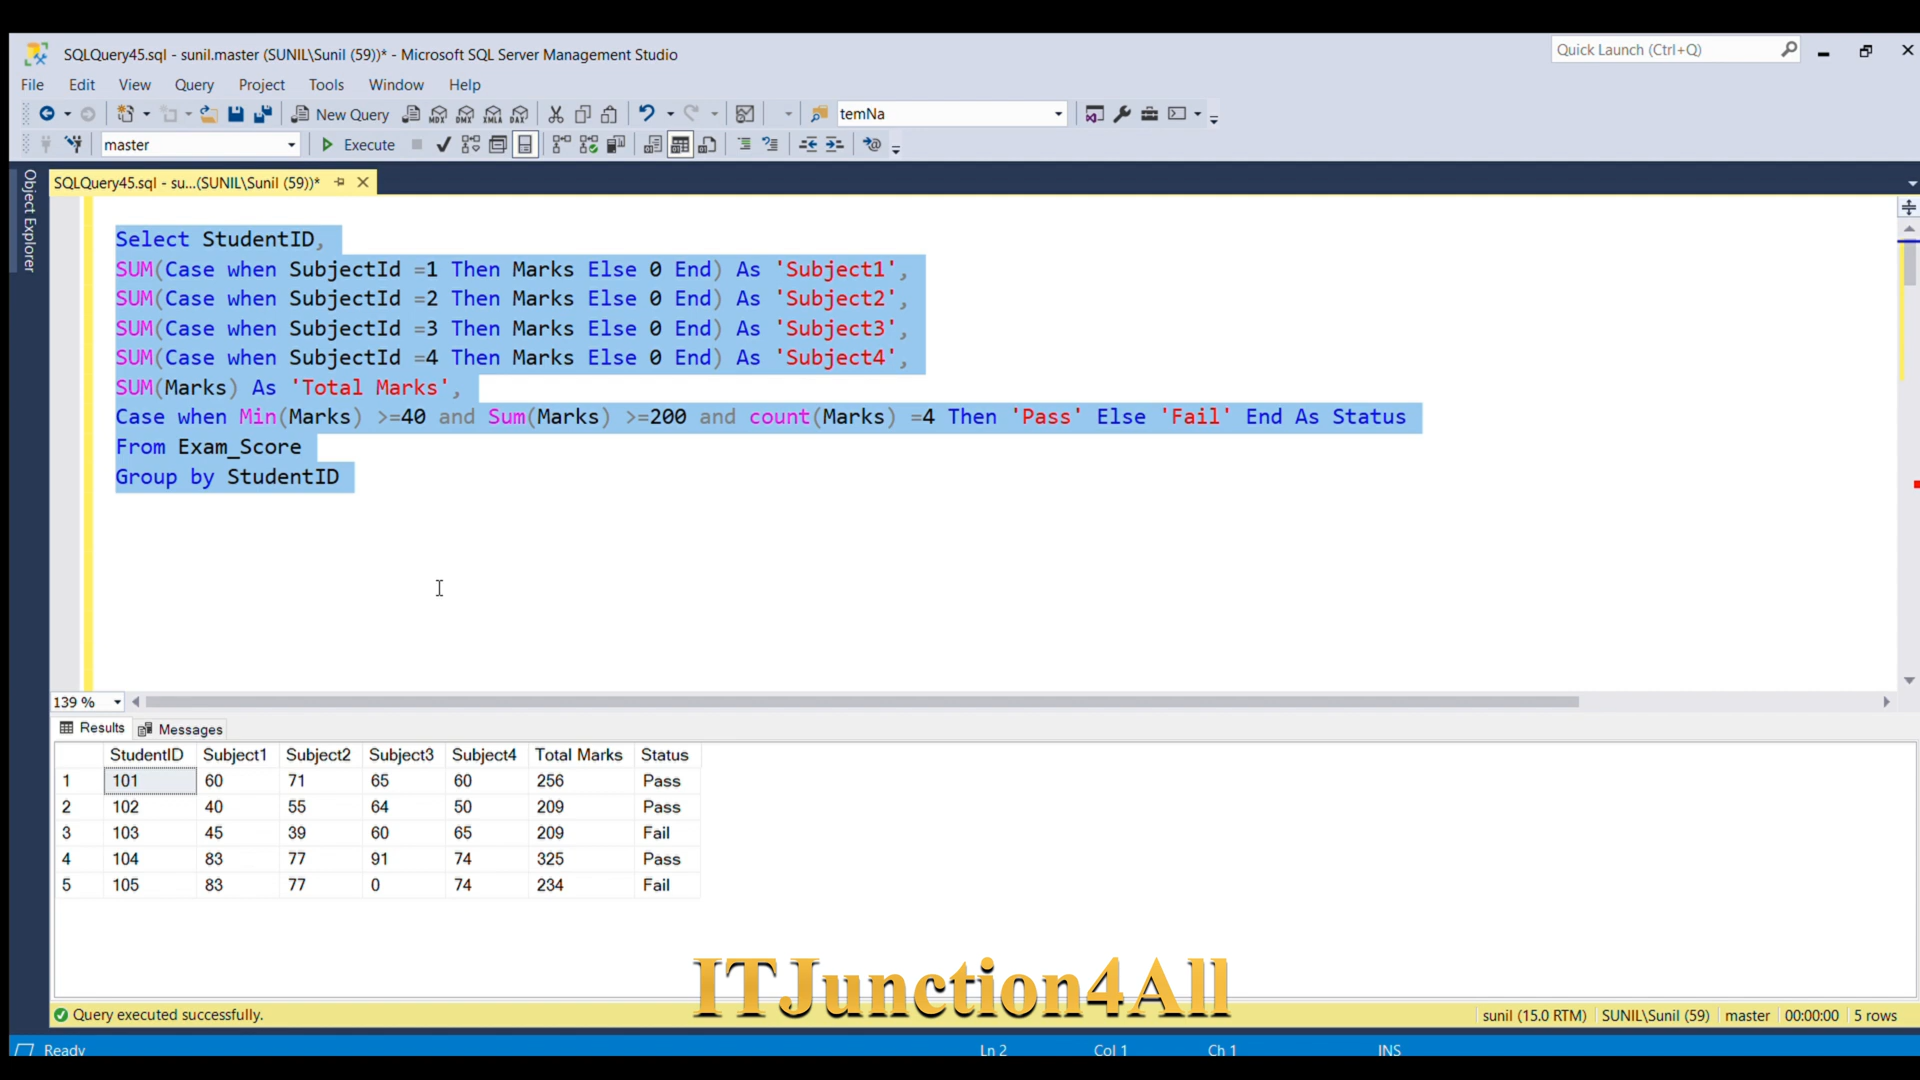 SQLQuery45.sql - sunil.master (SUNIL\Sunil (59))* - Microsoft SQL Server Management Studio
Quick Launch (Ctrl+Q)
File Edit View Query Project Tools Window Help
New Query MDX DMX XMLA DAX temNa
master Execute
Object Explorer
SQLQuery45.sql - su...(SUNIL\Sunil (59))*
Select StudentID,
SUM(Case when SubjectId =1 Then Marks Else 0 End) As 'Subject1',
SUM(Case when SubjectId =2 Then Marks Else 0 End) As 'Subject2',
SUM(Case when SubjectId =3 Then Marks Else 0 End) As 'Subject3',
SUM(Case when SubjectId =4 Then Marks Else 0 End) As 'Subject4',
SUM(Marks) As 'Total Marks',
Case when Min(Marks) >=40 and Sum(Marks) >=200 and count(Marks) =4 Then 'Pass' Else 'Fail' End As Status
From Exam_Score
Group by StudentID
139 %
Results Messages
StudentID Subject1 Subject2 Subject3 Subject4 Total Marks Status
1 101 60 71 65 60 256 Pass
2 102 40 55 64 50 209 Pass
3 103 45 39 60 65 209 Fail
4 104 83 77 91 74 325 Pass
5 105 83 77 0 74 234 Fail
ITJunction4All
Query executed successfully. sunil (15.0 RTM) SUNIL\Sunil (59) master 00:00:00 5 rows
Ready Ln 2 Col 1 Ch 1 INS